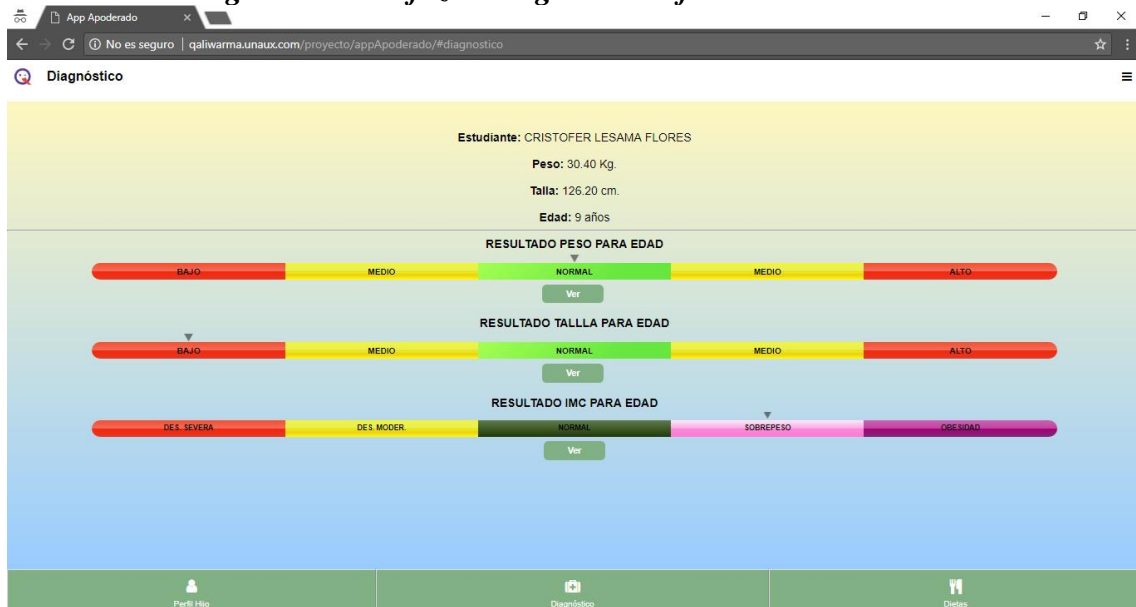 App Apoderado
No es seguro | qaliwarma.unaux.com/proyecto/appApoderado/#diagnostico
Diagnóstico
Estudiante: CRISTOFER LESAMA FLORES
Peso: 30.40 Kg.
Talla: 126.20 cm.
Edad: 9 años
RESULTADO PESO PARA EDAD
BAJO MEDIO NORMAL MEDIO ALTO
Ver
RESULTADO TALLLA PARA EDAD
BAJO MEDIO NORMAL MEDIO ALTO
Ver
RESULTADO IMC PARA EDAD
DES. SEVERA DES. MODER. NORMAL SOBREPESO OBESIDAD
Ver
Perfil Hijo Diagnóstico Dietas